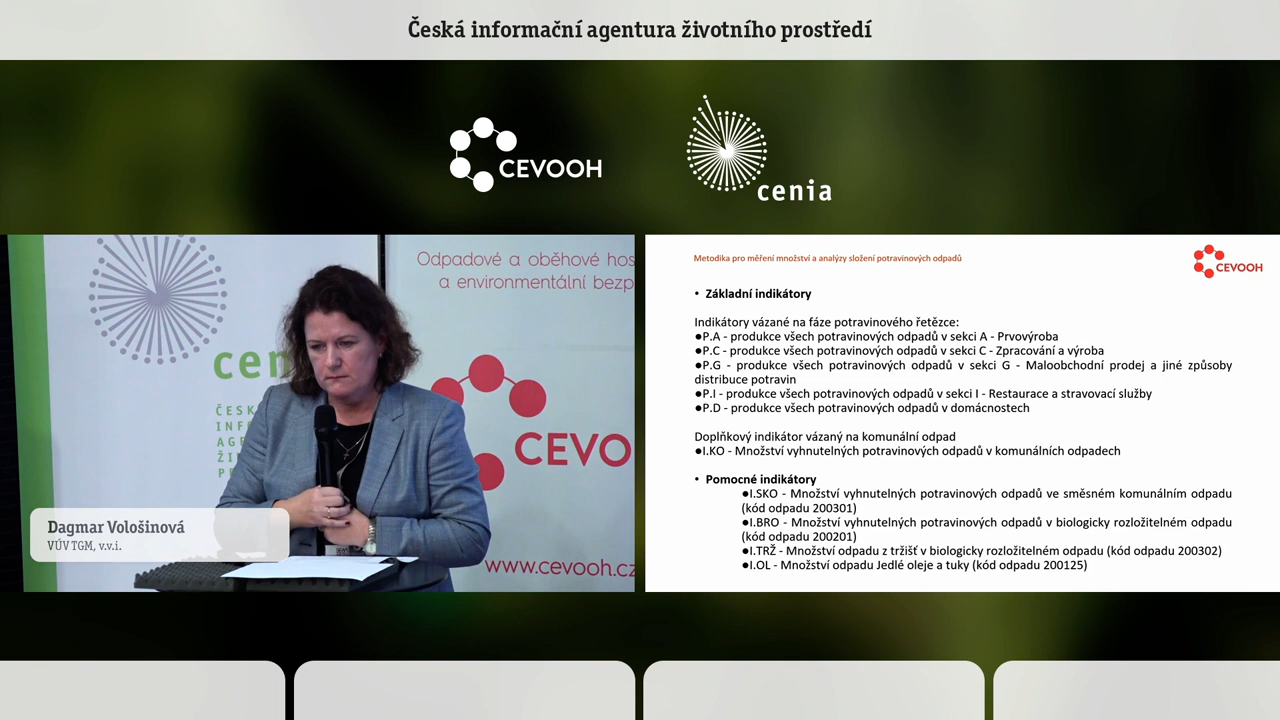 Česká informační agentura životního prostředí
CEVOOH
cenia
Odpadové a oběhové hos
a environmentální bezp
cen
ČESK
INFO
AGE
ŽI
P
CEVO
www.cevooh.cz
Dagmar Vološinová
VÚV TGM, v.v.i.
Metodika pro měření množství a analýzy složení potravinových odpadů
CEVOOH
• Základní indikátory
Indikátory vázané na fáze potravinového řetězce:
●P.A - produkce všech potravinových odpadů v sekci A - Prvovýroba
●P.C - produkce všech potravinových odpadů v sekci C - Zpracování a výroba
●P.G - produkce všech potravinových odpadů v sekci G - Maloobchodní prodej a jiné způsoby
distribuce potravin
●P.I - produkce všech potravinových odpadů v sekci I - Restaurace a stravovací služby
●P.D - produkce všech potravinových odpadů v domácnostech
Doplňkový indikátor vázaný na komunální odpad
●I.KO - Množství vyhnutelných potravinových odpadů v komunálních odpadech
• Pomocné indikátory
●I.SKO - Množství vyhnutelných potravinových odpadů ve směsném komunálním odpadu
(kód odpadu 200301)
●I.BRO - Množství vyhnutelných potravinových odpadů v biologicky rozložitelném odpadu
(kód odpadu 200201)
●I.TRŽ - Množství odpadu z tržišť v biologicky rozložitelném odpadu (kód odpadu 200302)
●I.OL - Množství odpadu Jedlé oleje a tuky (kód odpadu 200125)